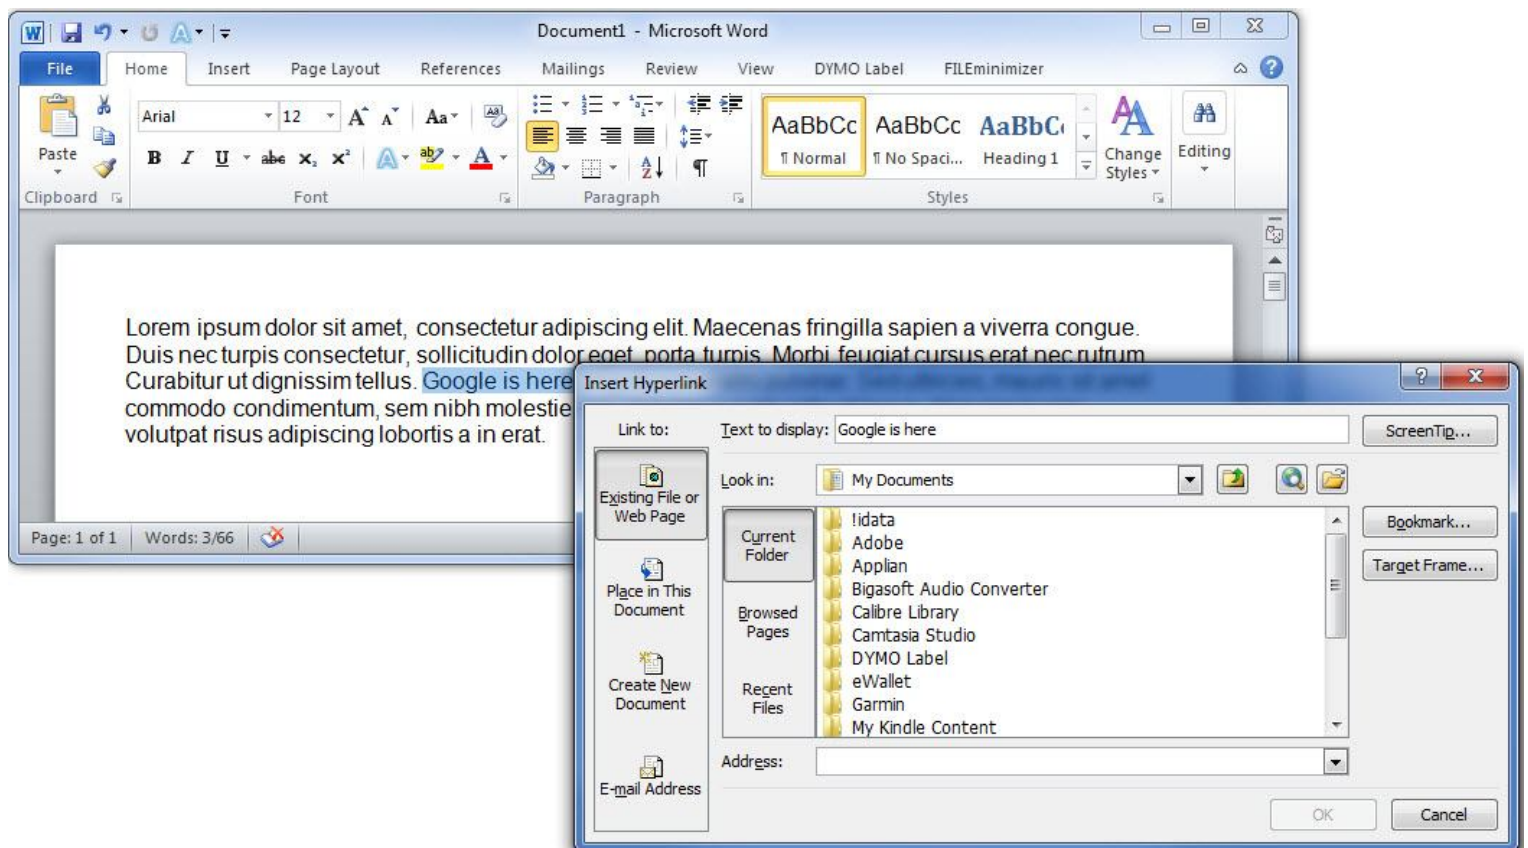 Document1 - Microsoft Word
File Home Insert Page Layout References Mailings Review View DYMO Label FILEminimizer
Paste
Clipboard
Arial 12
Font
Paragraph
AaBbCc AaBbCc AaBbC
¶ Normal ¶ No Spaci... Heading 1
Styles
Change Styles
Editing
Lorem ipsum dolor sit amet, consectetur adipiscing elit. Maecenas fringilla sapien a viverra congue.
Duis nec turpis consectetur, sollicitudin dolor eget, porta turpis. Morbi feugiat cursus erat nec rutrum
Curabitur ut dignissim tellus. Google is here
commodo condimentum, sem nibh molestie
volutpat risus adipiscing lobortis a in erat.
Page: 1 of 1 Words: 3/66
Insert Hyperlink
Link to:
Text to display: Google is here
ScreenTip...
Existing File or
Web Page
Place in This
Document
Create New
Document
E-mail Address
Look in: My Documents
Current
Folder
Browsed
Pages
Recent
Files
!idata
Adobe
Applian
Bigasoft Audio Converter
Calibre Library
Camtasia Studio
DYMO Label
eWallet
Garmin
My Kindle Content
Bookmark...
Target Frame...
Address:
OK Cancel